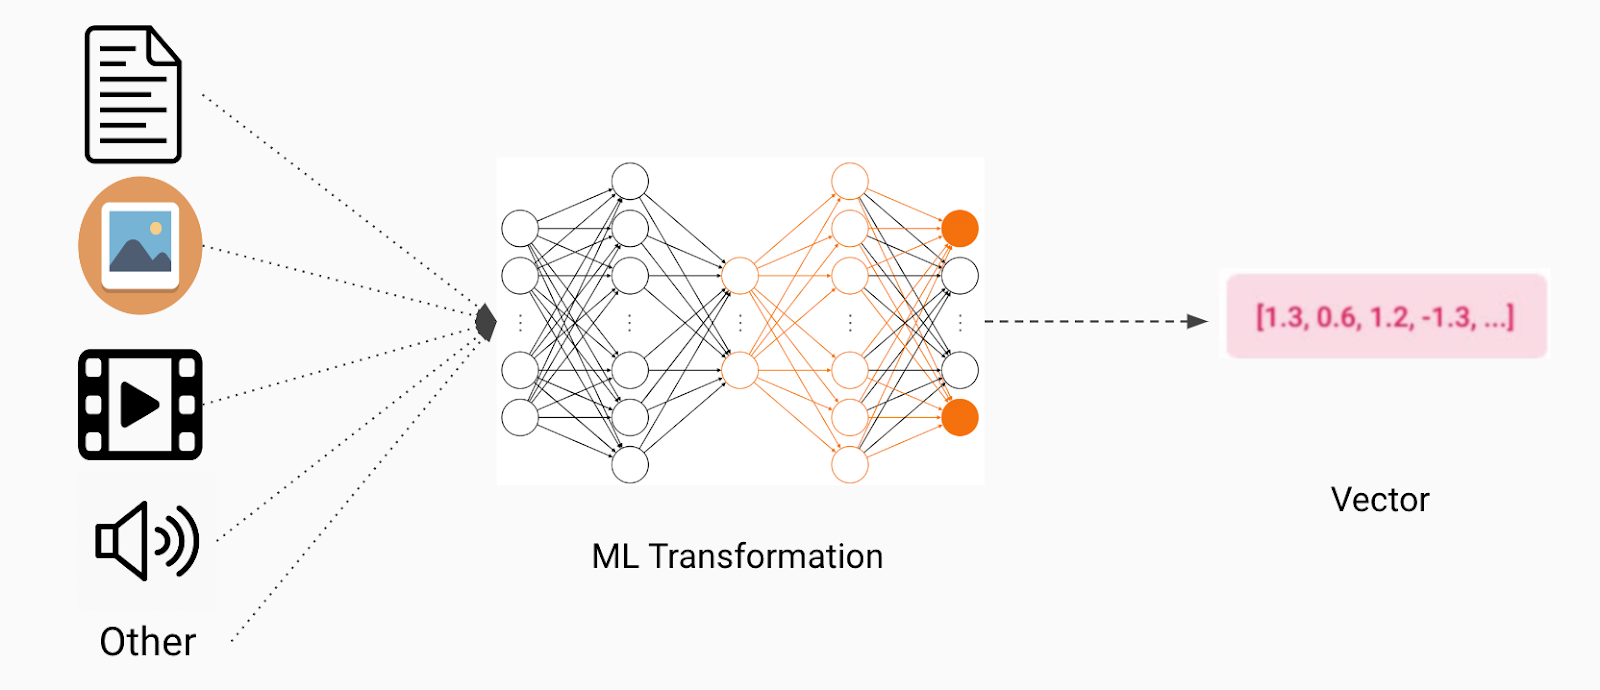 Other
ML Transformation
[1.3, 0.6, 1.2, -1.3, ...]
Vector